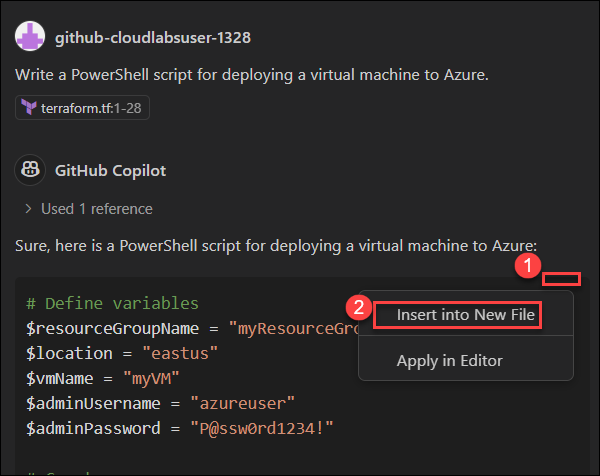 github-cloudlabsuser-1328
Write a PowerShell script for deploying a virtual machine to Azure.
terraform.tf:1-28
GitHub Copilot
Used 1 reference
Sure, here is a PowerShell script for deploying a virtual machine to Azure:
1
# Define variables
2
Insert into New File
$resourceGroupName = "myResourceGro
$location = "eastus"
Apply in Editor
$vmName = "myVM"
$adminUsername = "azureuser"
$adminPassword = "P@ssw0rd1234!"